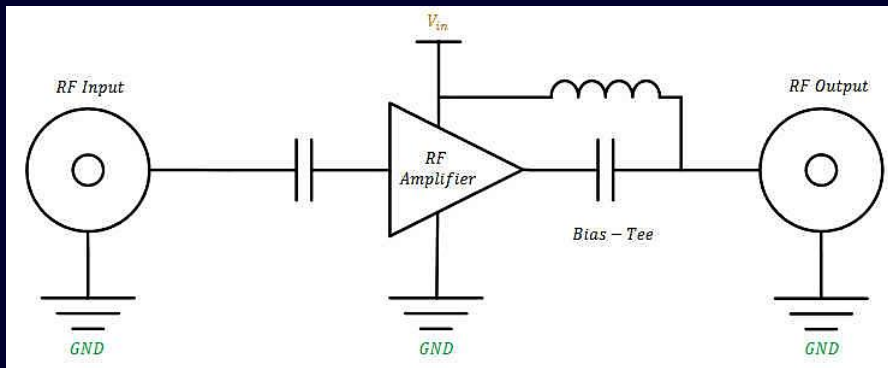 V_in
RF Input
RF Output
RF
Amplifier
Bias – Tee
GND
GND
GND